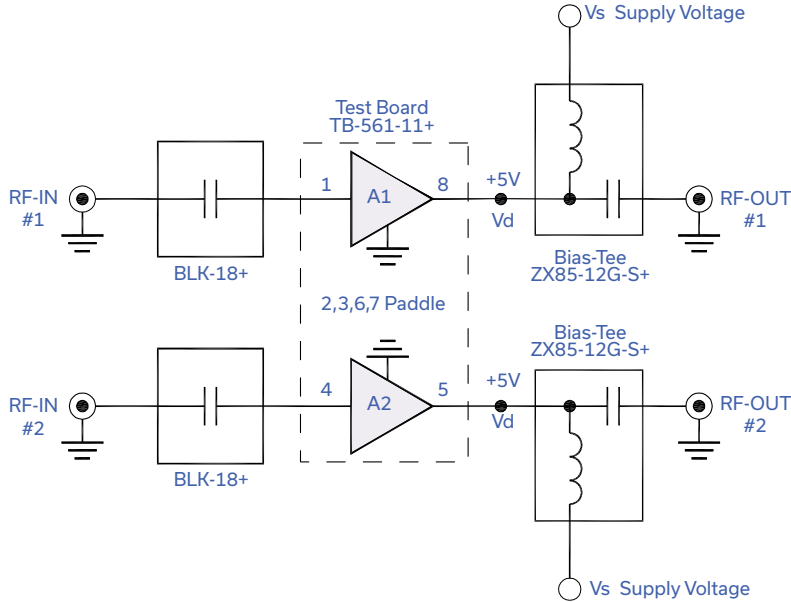 Vs Supply Voltage
Test Board
TB-561-11+
RF-IN
#1
BLK-18+
1
A1
8
+5V
Vd
RF-OUT
#1
Bias-Tee
ZX85-12G-S+
2,3,6,7 Paddle
Bias-Tee
ZX85-12G-S+
RF-IN
#2
BLK-18+
4
A2
5
+5V
Vd
RF-OUT
#2
Vs Supply Voltage